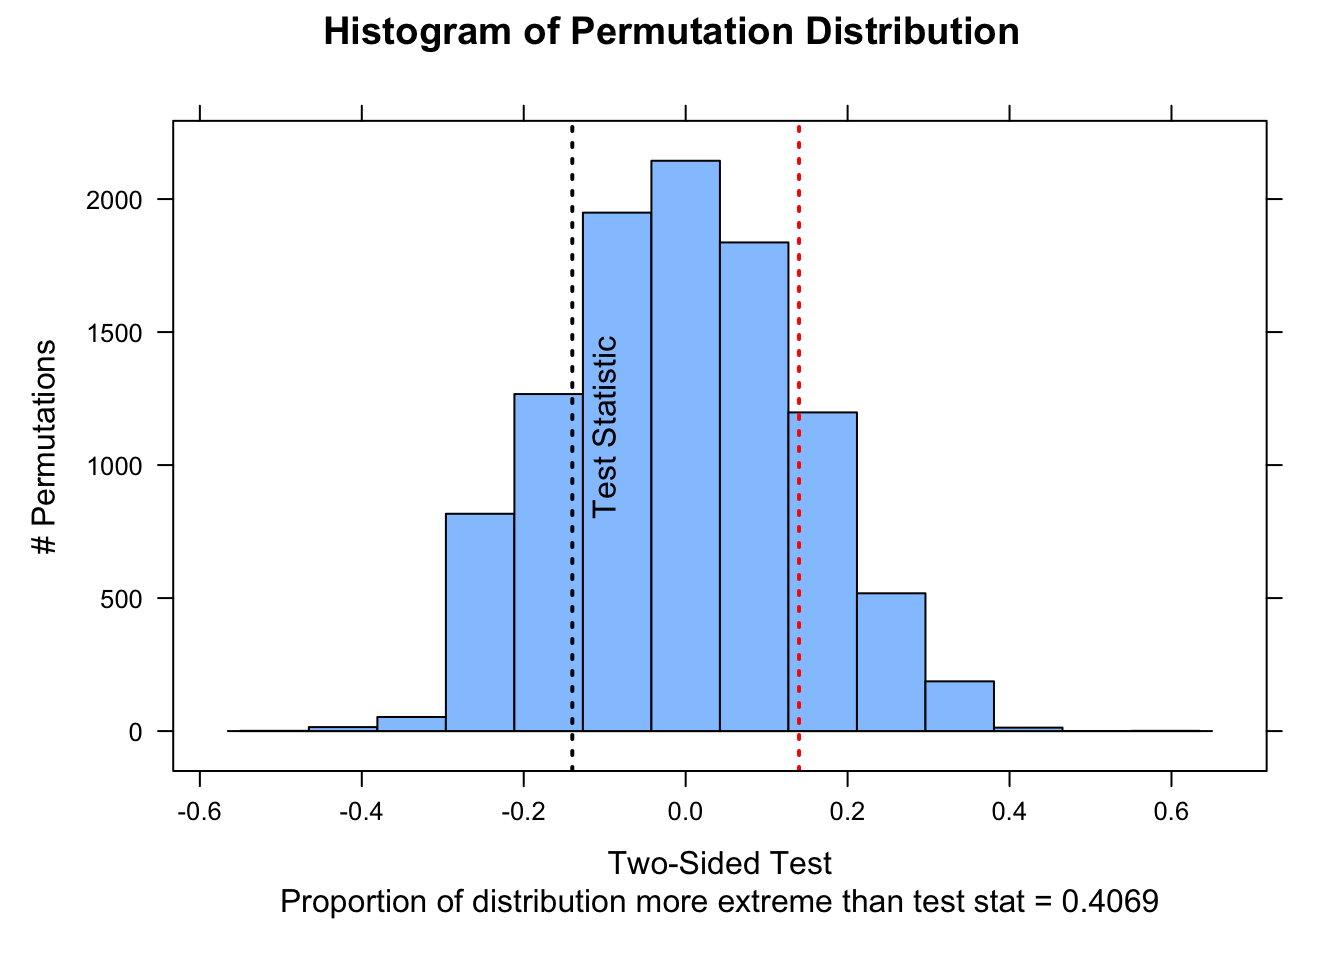 Histogram of Permutation Distribution
# Permutations
2000
1500
1000
500
0
Test Statistic
-0.6
-0.4
-0.2
0.0
0.2
0.4
0.6
Two-Sided Test
Proportion of distribution more extreme than test stat = 0.4069